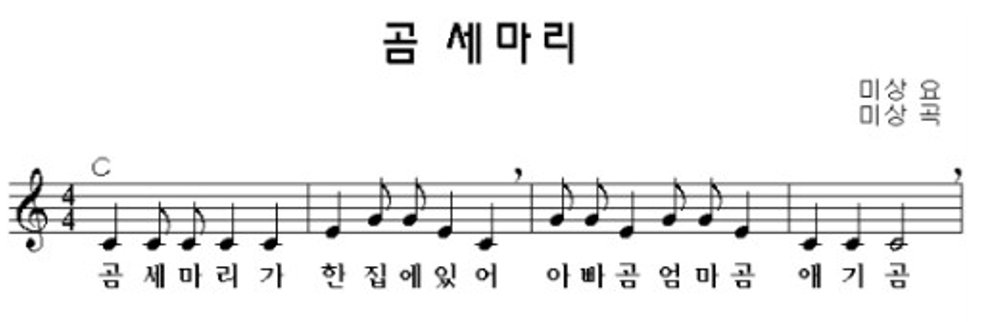 곰 세마리
미상 요
미상 곡
C
4
4
곰 세 마 리 가 한 집 에 있 어 아 빠 곰 엄 마 곰 애 기 곰